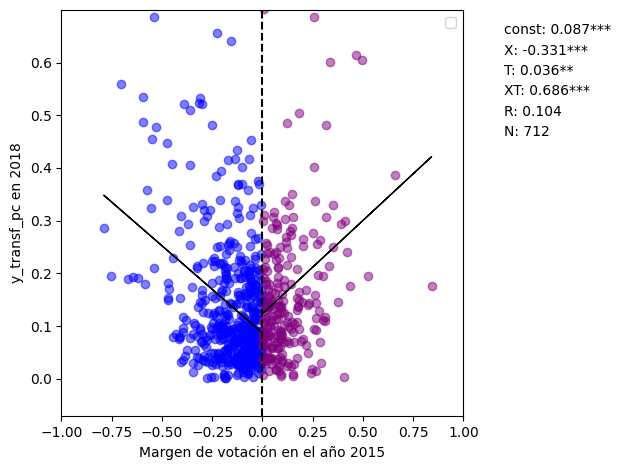 const: 0.087***
X: -0.331***
T: 0.036**
XT: 0.686***
R: 0.104
N: 712
y_transf_pc en 2018
0.6
0.5
0.4
0.3
0.2
0.1
0.0
−1.00 −0.75 −0.50 −0.25 0.00 0.25 0.50 0.75 1.00
Margen de votación en el año 2015